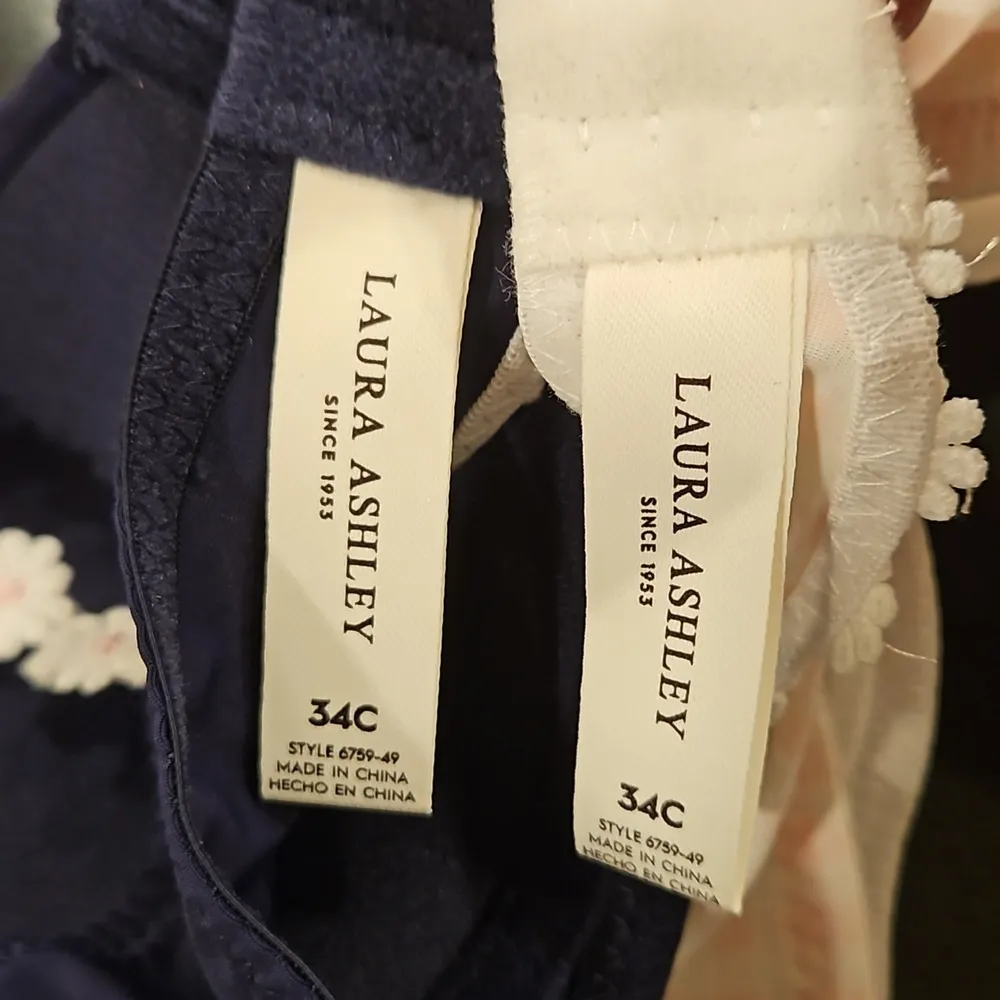 LAURA ASHLEY
SINCE 1953
34C
STYLE 6759-49
MADE IN CHINA
HECHO EN CHINA
LAURA ASHLEY
SINCE 1953
34C
STYLE 6759-49
MADE IN CHINA
HECHO EN CHINA